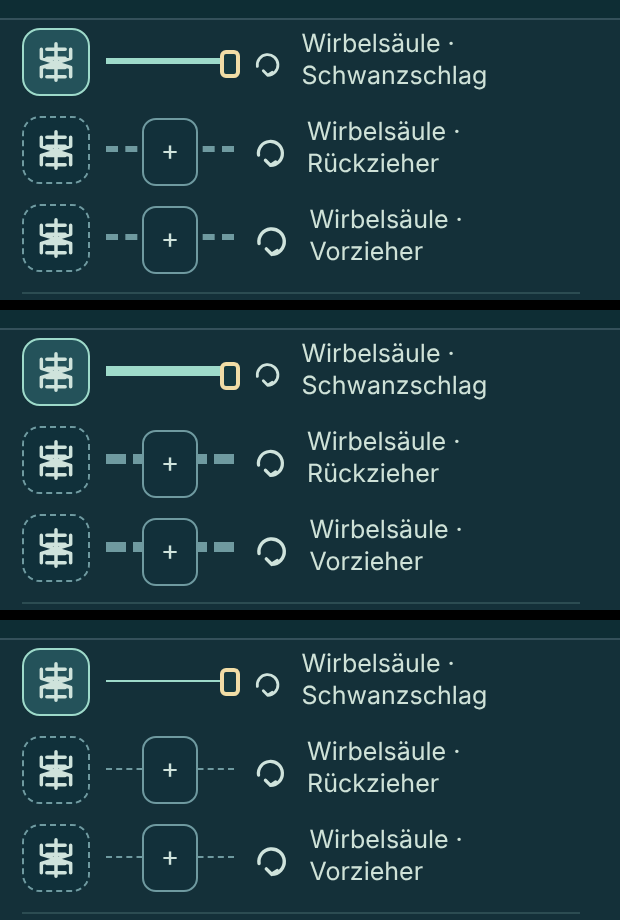 Wirbelsäule ·
Schwanzschlag
+
Wirbelsäule ·
Rückzieher
+
Wirbelsäule ·
Vorzieher
Wirbelsäule ·
Schwanzschlag
+
Wirbelsäule ·
Rückzieher
+
Wirbelsäule ·
Vorzieher
Wirbelsäule ·
Schwanzschlag
+
Wirbelsäule ·
Rückzieher
+
Wirbelsäule ·
Vorzieher